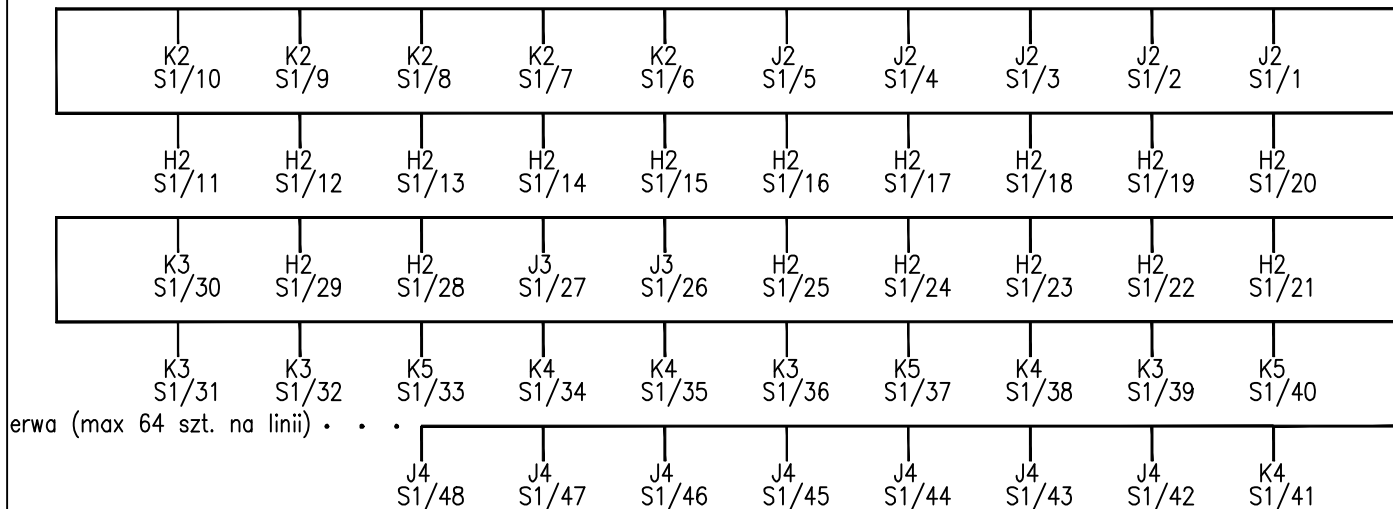 K2 K2 K2 K2 K2 J2 J2 J2 J2 J2
S1/10 S1/9 S1/8 S1/7 S1/6 S1/5 S1/4 S1/3 S1/2 S1/1
H2 H2 H2 H2 H2 H2 H2 H2 H2 H2
S1/11 S1/12 S1/13 S1/14 S1/15 S1/16 S1/17 S1/18 S1/19 S1/20
K3 H2 H2 J3 J3 H2 H2 H2 H2 H2
S1/30 S1/29 S1/28 S1/27 S1/26 S1/25 S1/24 S1/23 S1/22 S1/21
K3 K3 K5 K4 K4 K3 K5 K4 K3 K5
S1/31 S1/32 S1/33 S1/34 S1/35 S1/36 S1/37 S1/38 S1/39 S1/40
erwa (max 64 szt. na linii) . . .
J4 J4 J4 J4 J4 J4 J4 K4
S1/48 S1/47 S1/46 S1/45 S1/44 S1/43 S1/42 S1/41